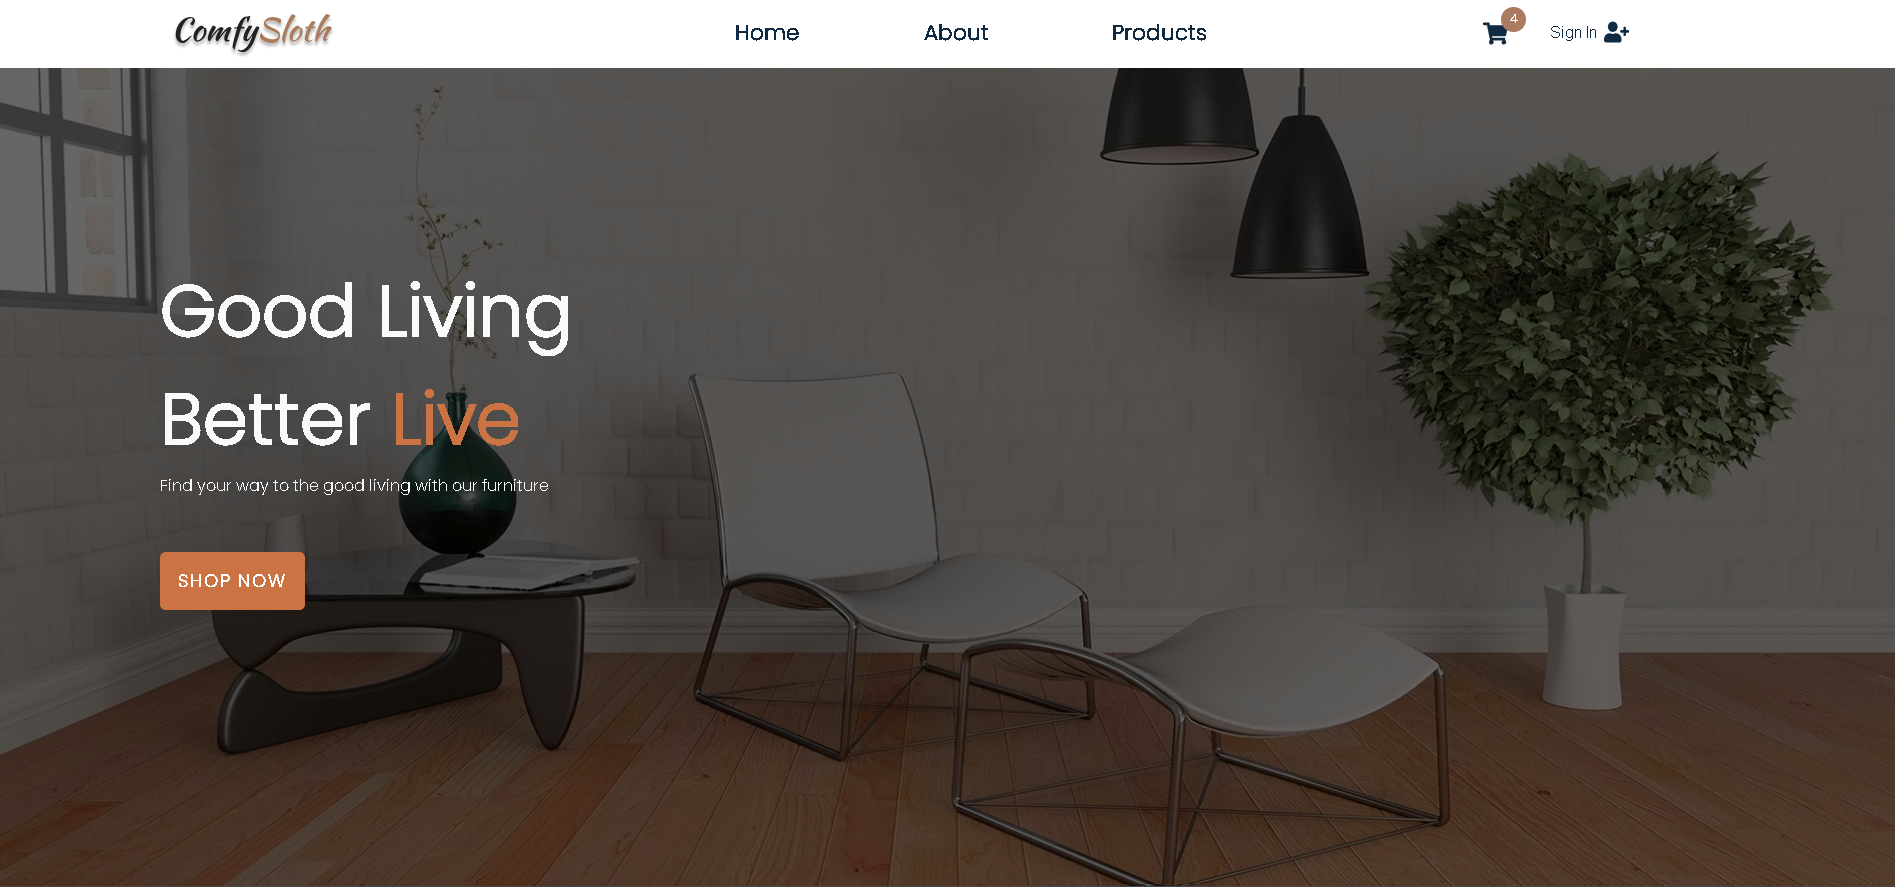 ComfySloth
Home
About
Products
4
Sign In
Good Living
Better Live
Find your way to the good living with our furniture
SHOP NOW